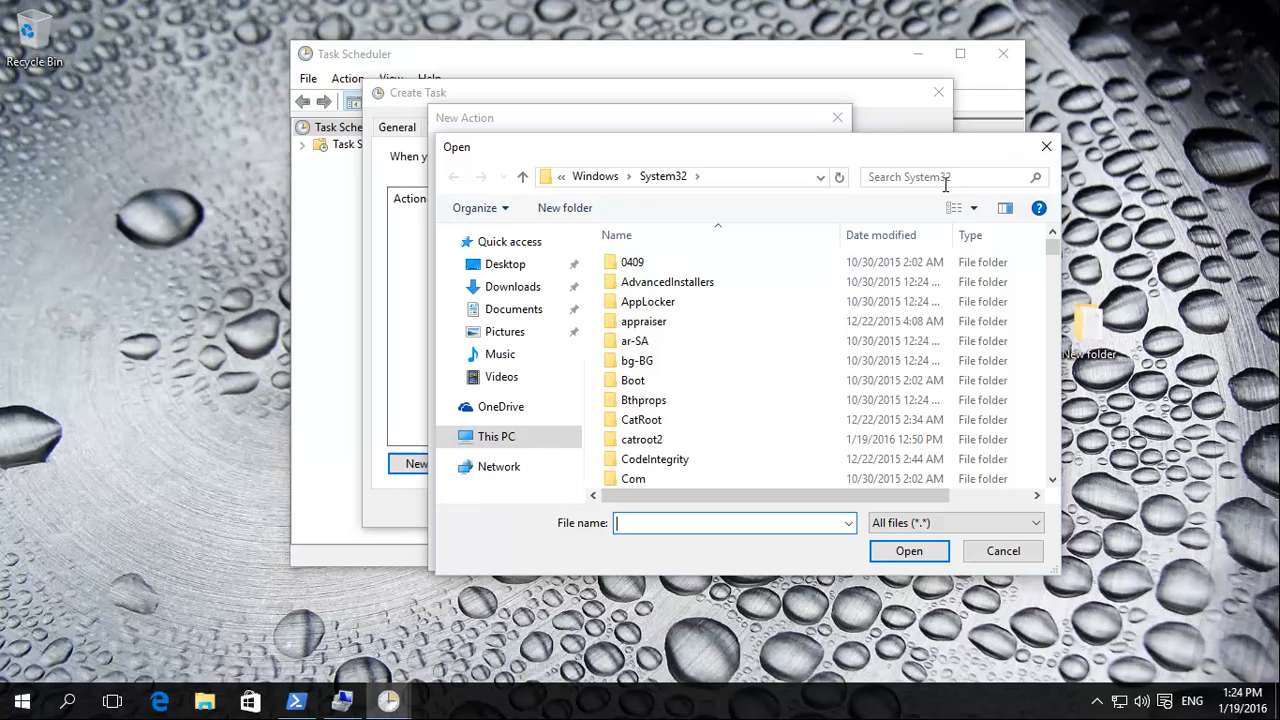 Recycle Bin
Task Scheduler
File Action View Help
Create Task
Task Sche
Task S
General
When y
Action
New
New Action
Open
« Windows › System32 ›
Search System32
Organize New folder
Name Date modified Type
Quick access
Desktop
Downloads
Documents
Pictures
Music
Videos
OneDrive
This PC
Network
0409 10/30/2015 2:02 AM File folder
AdvancedInstallers 10/30/2015 12:24 ... File folder
AppLocker 10/30/2015 12:24 ... File folder
appraiser 12/22/2015 4:08 AM File folder
ar-SA 10/30/2015 12:24 ... File folder
bg-BG 10/30/2015 12:24 ... File folder
Boot 10/30/2015 2:02 AM File folder
Bthprops 10/30/2015 12:24 ... File folder
CatRoot 12/22/2015 2:34 AM File folder
catroot2 1/19/2016 12:50 PM File folder
CodeIntegrity 12/22/2015 2:44 AM File folder
Com 10/30/2015 2:02 AM File folder
File name: All files (*.*)
Open Cancel
New folder
ENG
1:24 PM
1/19/2016